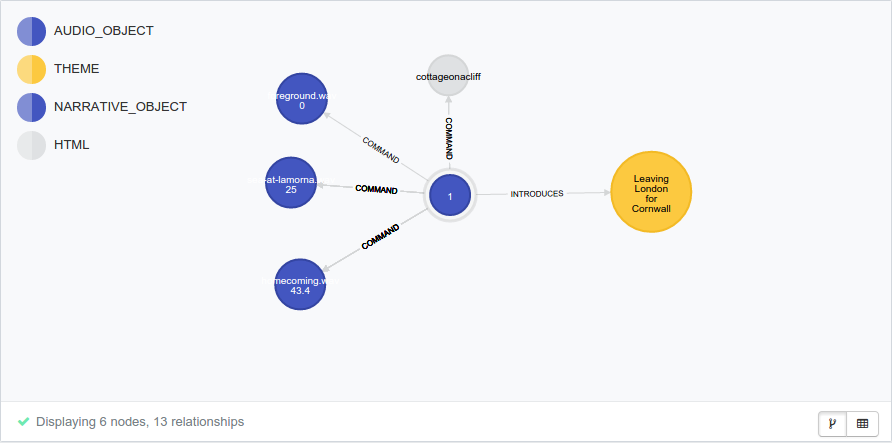 AUDIO_OBJECT
THEME
NARRATIVE_OBJECT
HTML
cottageonacliff
0
COMMAND
COMMAND
25
COMMAND
1
INTRODUCES
Leaving
London
for
Cornwall
COMMAND
43.4
Displaying 6 nodes, 13 relationships